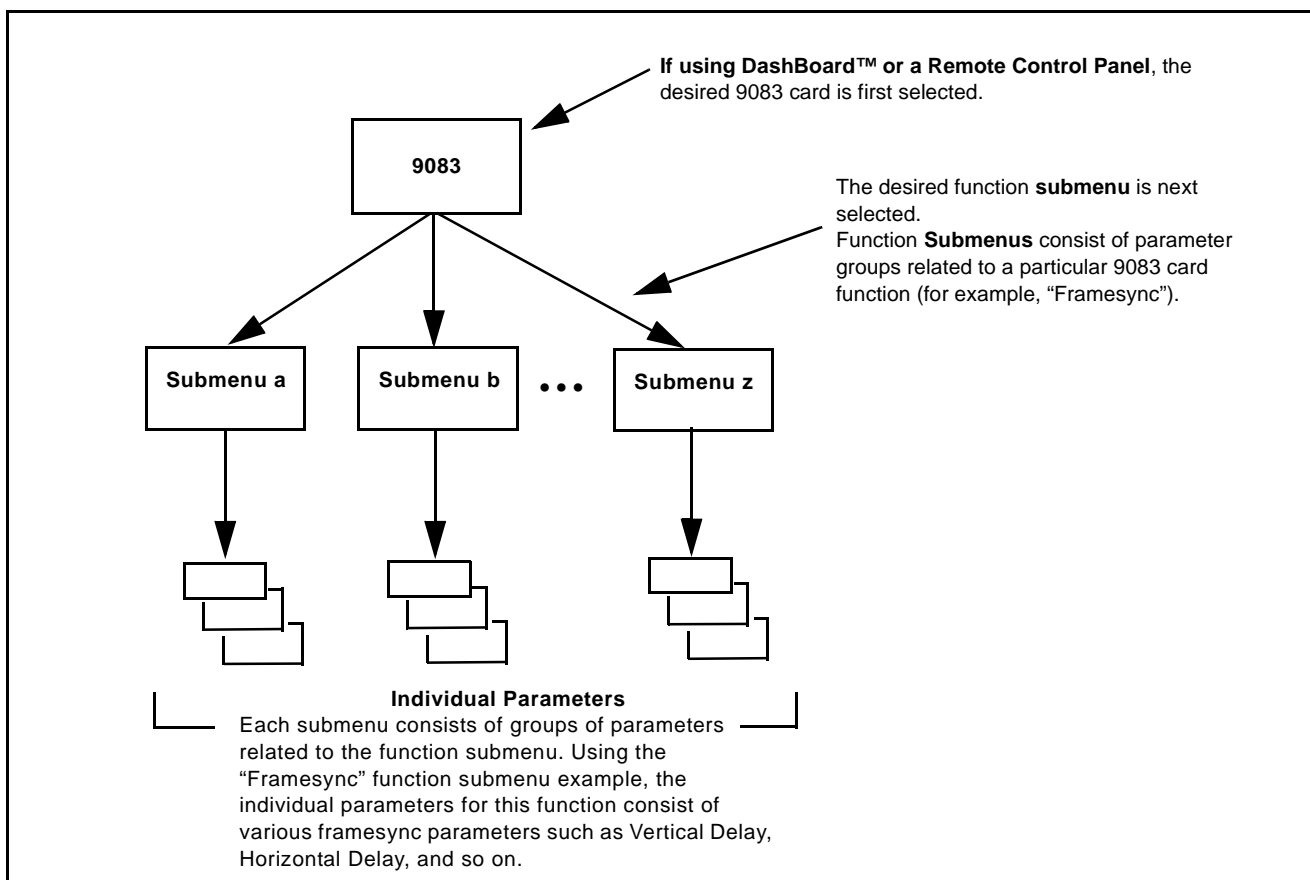 If using DashBoard™ or a Remote Control Panel, the
desired 9083 card is first selected.
9083
The desired function submenu is next
selected.
Function Submenus consist of parameter
groups related to a particular 9083 card
function (for example, “Framesync”).
Submenu a
Submenu b
•••
Submenu z
Individual Parameters
Each submenu consists of groups of parameters
related to the function submenu. Using the
“Framesync” function submenu example, the
individual parameters for this function consist of
various framesync parameters such as Vertical Delay,
Horizontal Delay, and so on.